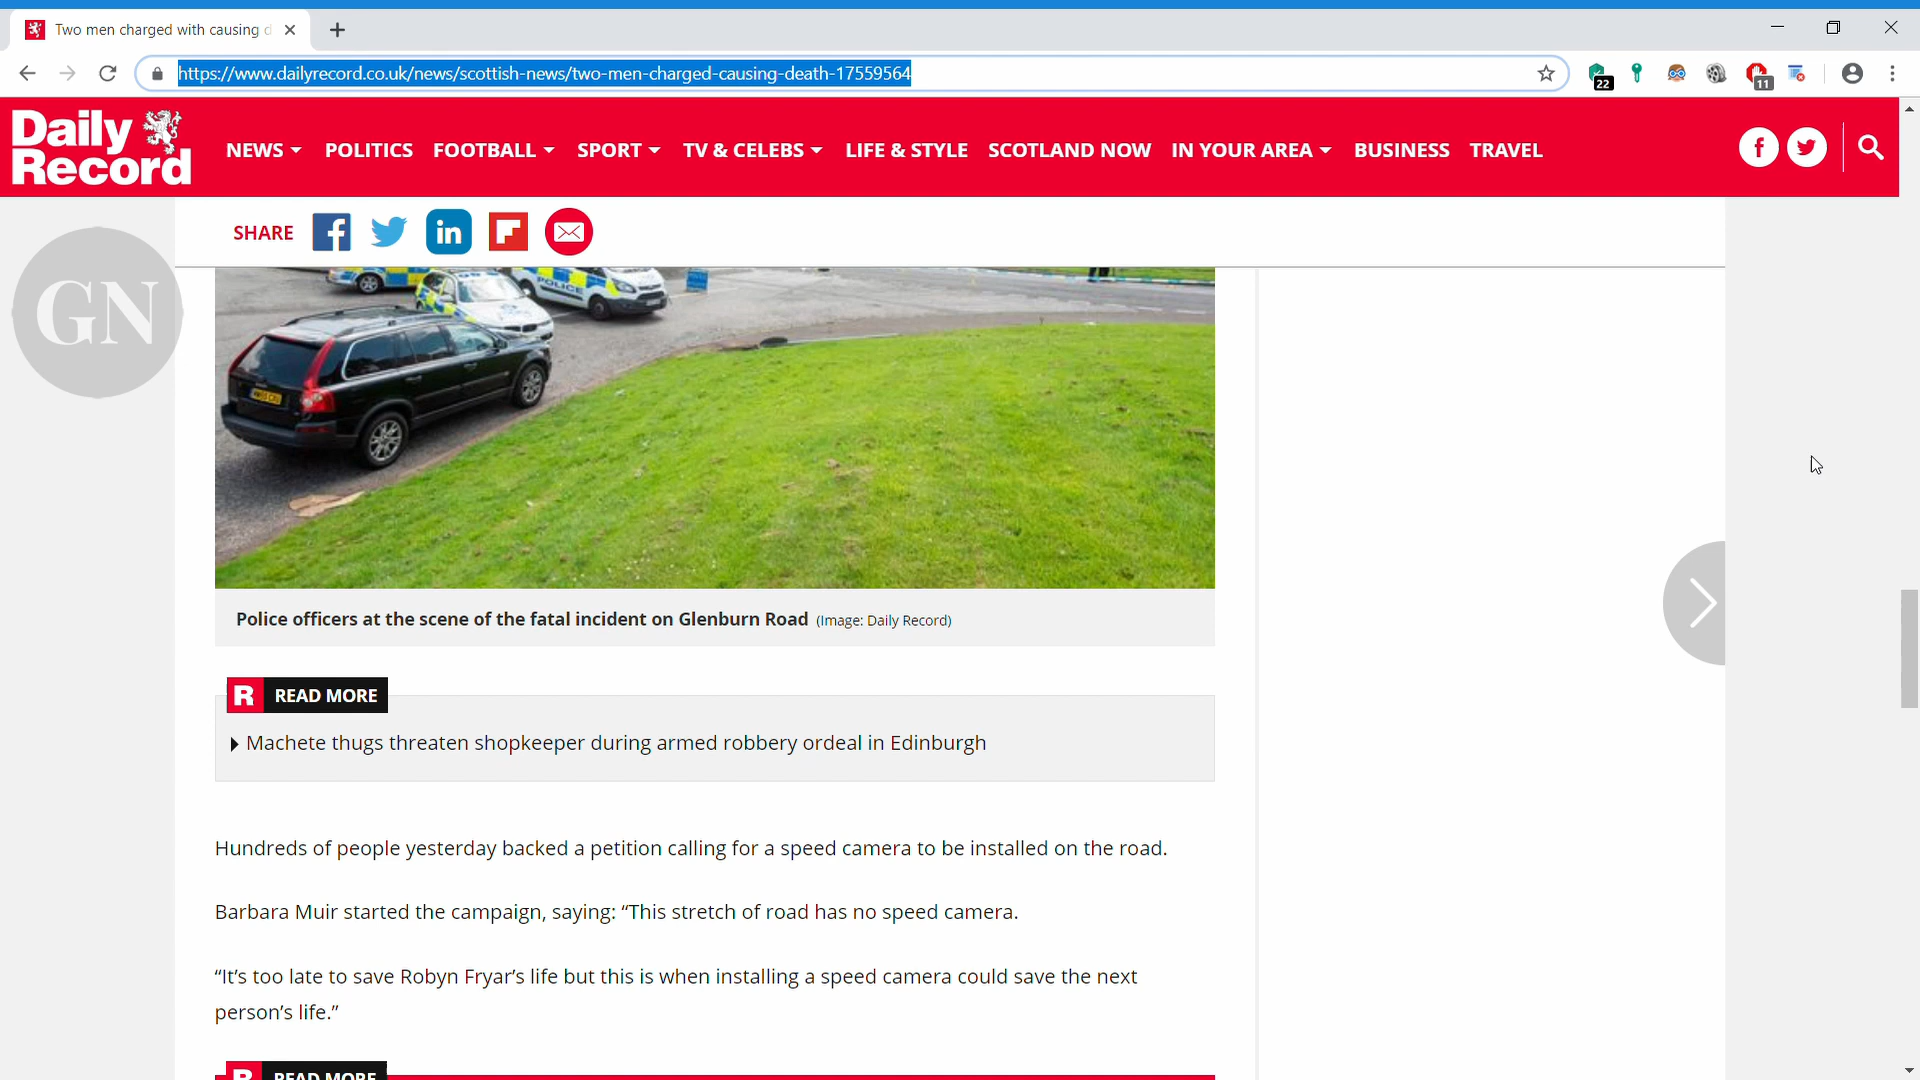 Two men charged with causing d
https://www.dailyrecord.co.uk/news/scottish-news/two-men-charged-causing-death-17559564
22
11
Daily
Record
NEWS POLITICS FOOTBALL SPORT TV & CELEBS LIFE & STYLE SCOTLAND NOW IN YOUR AREA BUSINESS TRAVEL
SHARE
GN
POLICE
Police officers at the scene of the fatal incident on Glenburn Road (Image: Daily Record)
R READ MORE
Machete thugs threaten shopkeeper during armed robbery ordeal in Edinburgh
Hundreds of people yesterday backed a petition calling for a speed camera to be installed on the road.
Barbara Muir started the campaign, saying: “This stretch of road has no speed camera.
“It’s too late to save Robyn Fryar’s life but this is when installing a speed camera could save the next
person’s life.”
R READ MORE